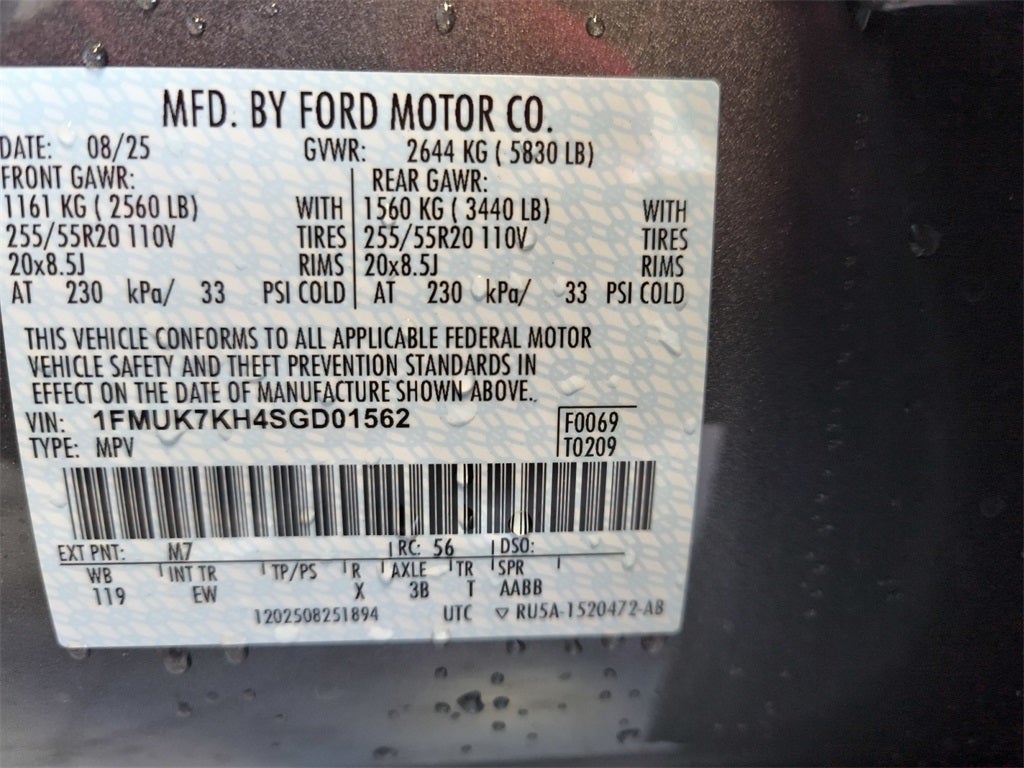 MFD. BY FORD MOTOR CO.
DATE: 08/25 GVWR: 2644 KG ( 5830 LB)
FRONT GAWR: REAR GAWR:
1161 KG ( 2560 LB) WITH 1560 KG ( 3440 LB) WITH
255/55R20 110V TIRES 255/55R20 110V TIRES
20x8.5J RIMS 20x8.5J RIMS
AT 230 kPa/ 33 PSI COLD AT 230 kPa/ 33 PSI COLD
THIS VEHICLE CONFORMS TO ALL APPLICABLE FEDERAL MOTOR
VEHICLE SAFETY AND THEFT PREVENTION STANDARDS IN
EFFECT ON THE DATE OF MANUFACTURE SHOWN ABOVE.
VIN: 1FMUK7KH4SGD01562 F0069
TYPE: MPV T0209
EXT PNT: M7 RC: 56 DSO:
WB INT TR TP/PS R AXLE TR SPR
119 EW X 3B T AABB
1202508251894 UTC ▽ RU5A-1520472-AB